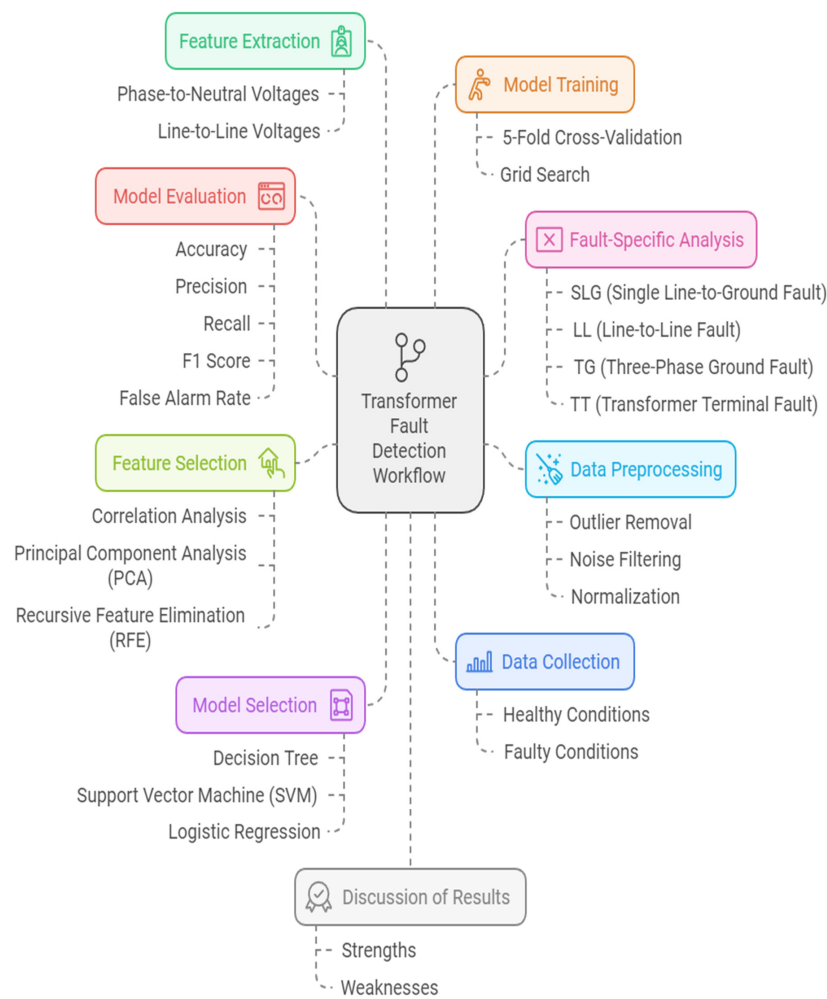 Feature Extraction
Phase-to-Neutral Voltages
Line-to-Line Voltages
Model Training
5-Fold Cross-Validation
Grid Search
Model Evaluation
Accuracy
Precision
Recall
F1 Score
False Alarm Rate
Fault-Specific Analysis
SLG (Single Line-to-Ground Fault)
LL (Line-to-Line Fault)
TG (Three-Phase Ground Fault)
TT (Transformer Terminal Fault)
Transformer
Fault
Detection
Workflow
Feature Selection
Correlation Analysis
Principal Component Analysis
(PCA)
Recursive Feature Elimination
(RFE)
Data Preprocessing
Outlier Removal
Noise Filtering
Normalization
Model Selection
Decision Tree
Support Vector Machine (SVM)
Logistic Regression
Data Collection
Healthy Conditions
Faulty Conditions
Discussion of Results
Strengths
Weaknesses